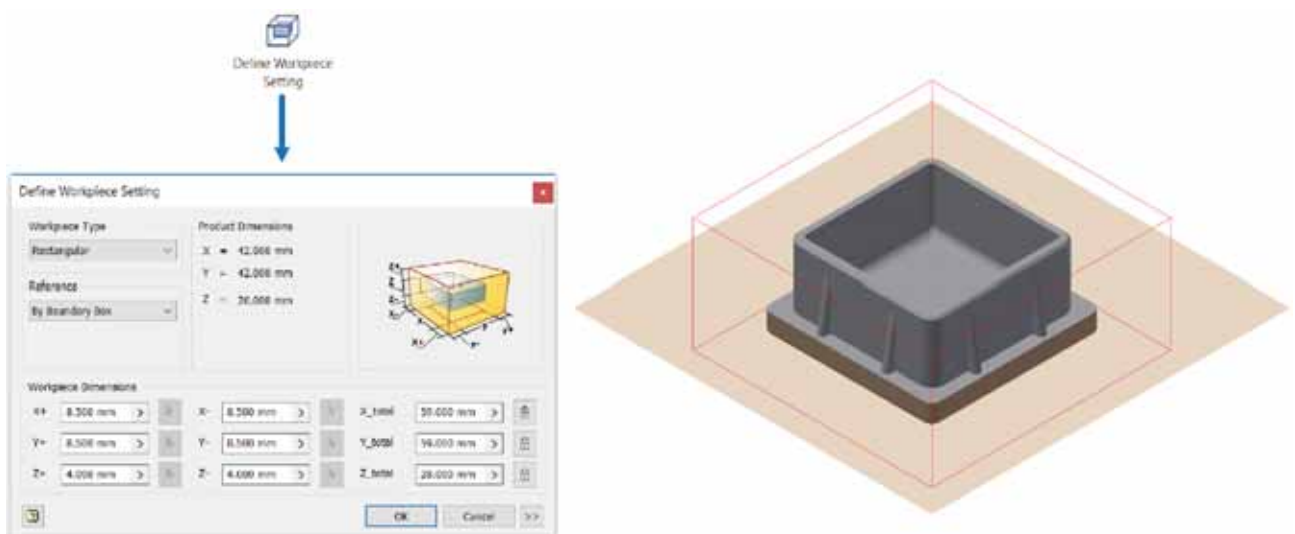 Define Workpiece
Setting
Define Workpiece Setting
Workpiece Type
Rectangular
Product Dimensions
X = 42.000 mm
Y = 42.000 mm
Z = 20.000 mm
Reference
By Boundary Box
Workpiece Dimensions
X+ 8.500 mm X- 8.500 mm X_total 59.000 mm
Y+ 8.500 mm Y- 8.500 mm Y_total 59.000 mm
Z+ 4.000 mm Z- 4.000 mm Z_total 28.000 mm
OK Cancel >>